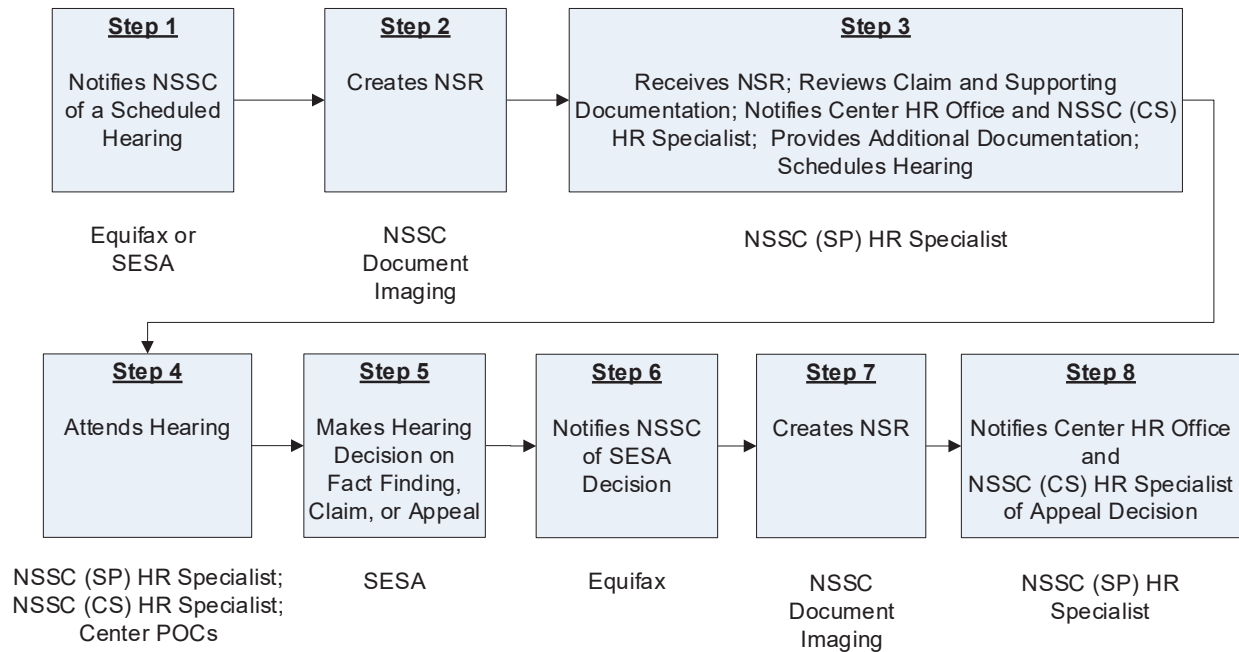 Step 1
Notifies NSSC
of a Scheduled
Hearing
Equifax or
SESA
Step 2
Creates NSR
NSSC
Document
Imaging
Step 3
Receives NSR; Reviews Claim and Supporting
Documentation; Notifies Center HR Office and NSSC (CS)
HR Specialist; Provides Additional Documentation;
Schedules Hearing
NSSC (SP) HR Specialist
Step 4
Attends Hearing
NSSC (SP) HR Specialist;
NSSC (CS) HR Specialist;
Center POCs
Step 5
Makes Hearing
Decision on
Fact Finding,
Claim, or Appeal
SESA
Step 6
Notifies NSSC
of SESA
Decision
Equifax
Step 7
Creates NSR
NSSC
Document
Imaging
Step 8
Notifies Center HR Office
and
NSSC (CS) HR Specialist
of Appeal Decision
NSSC (SP) HR
Specialist